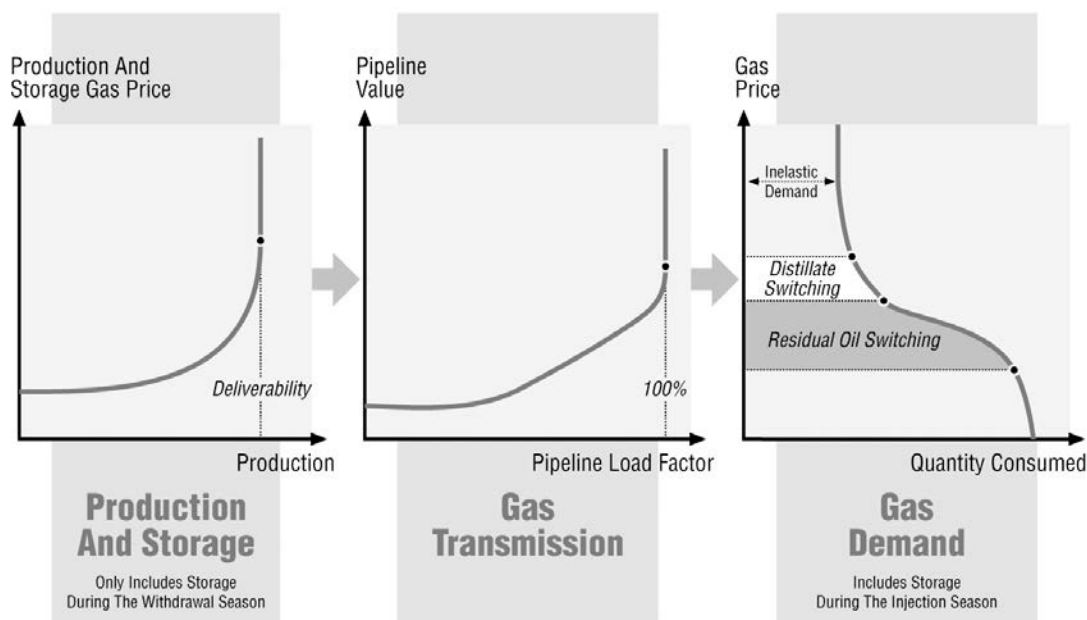 Production And
Storage Gas Price
Deliverability
Production
Production
And Storage
Only Includes Storage
During The Withdrawal Season
Pipeline
Value
100%
Pipeline Load Factor
Gas
Transmission
Gas
Price
Inelastic
Demand
Distillate
Switching
Residual Oil Switching
Quantity Consumed
Gas
Demand
Includes Storage
During The Injection Season